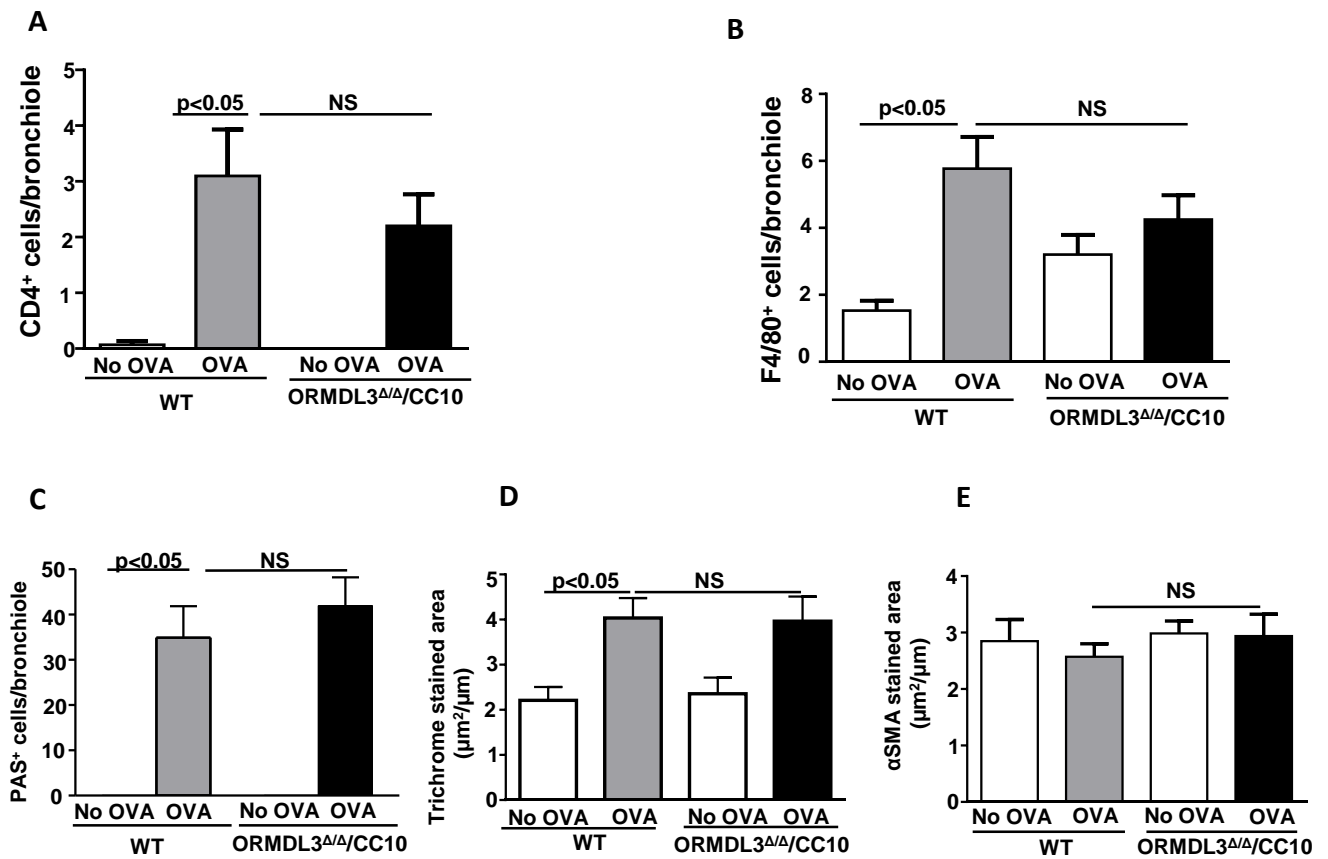 A
CD4⁺ cells/bronchiole
5
4
3
2
1
0
p<0.05
NS
No OVA
OVA
No OVA
OVA
WT
ORMDL3Δ/Δ/CC10
B
F4/80⁺ cells/bronchiole
8
6
4
2
0
p<0.05
NS
No OVA
OVA
No OVA
OVA
WT
ORMDL3Δ/Δ/CC10
C
PAS⁺ cells/bronchiole
50
40
30
20
10
0
p<0.05
NS
No OVA
OVA
No OVA
OVA
WT
ORMDL3Δ/Δ/CC10
D
Trichrome stained area
(µm²/µm)
5
4
3
2
1
0
p<0.05
NS
No OVA
OVA
No OVA
OVA
WT
ORMDL3Δ/Δ/CC10
E
αSMA stained area
(µm²/µm)
4
3
2
1
0
NS
No OVA
OVA
No OVA
OVA
WT
ORMDL3Δ/Δ/CC10